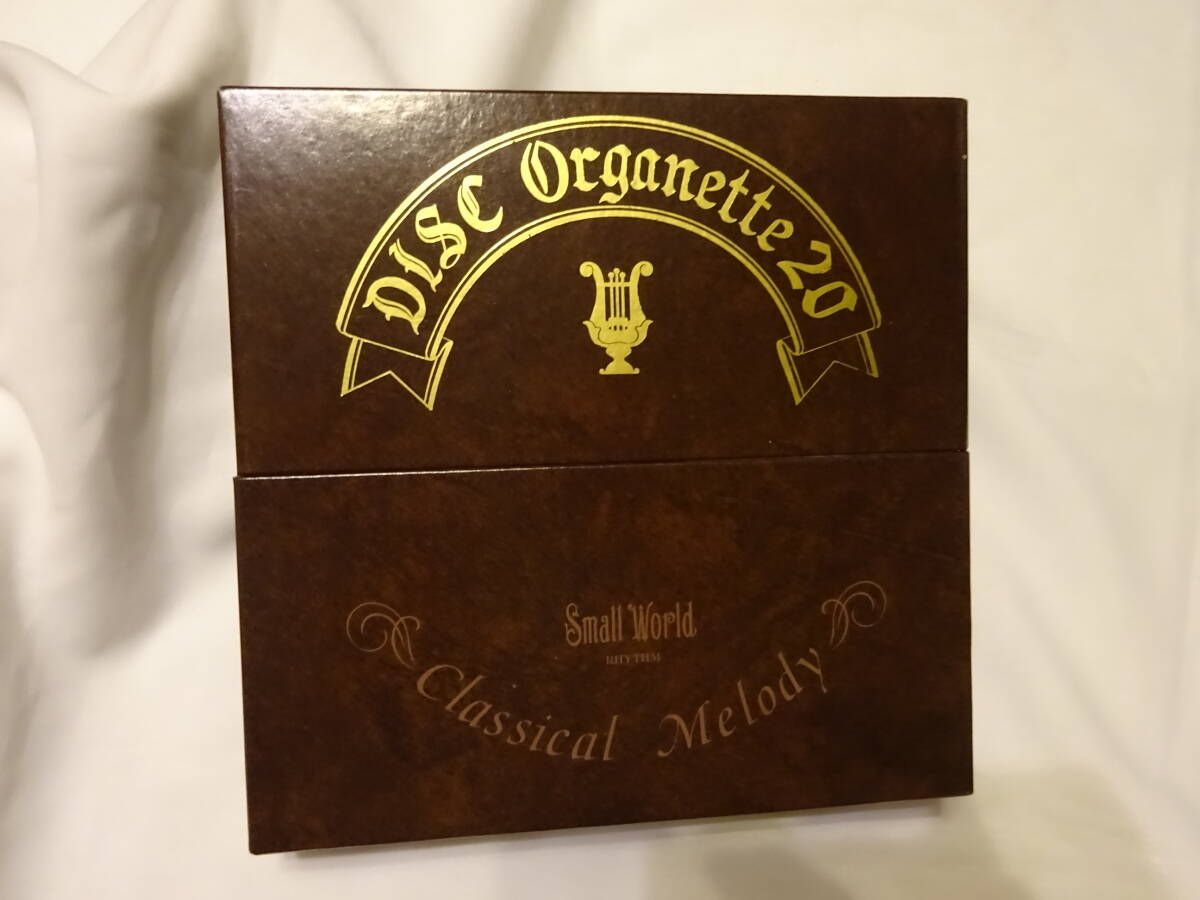 DISC Organette 20
Small World
RHYTHM
Classical Melody